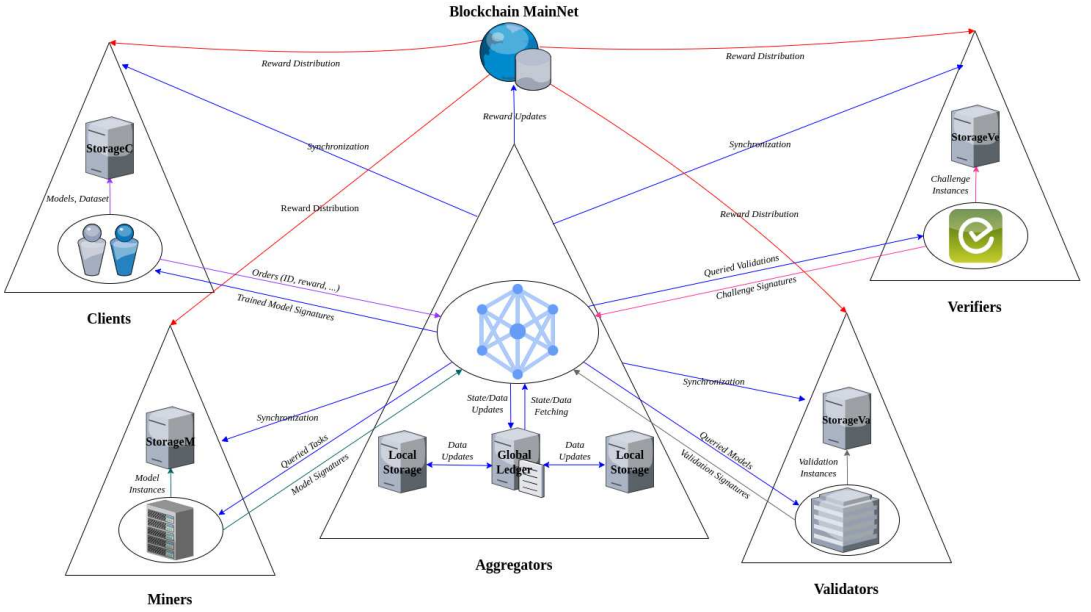 Blockchain MainNet
Reward Distribution
Reward Distribution
Reward Updates
StorageC
Synchronization
Synchronization
StorageVe
Models, Dataset
Challenge
Instances
Reward Distribution
Reward Distribution
Orders (ID, reward, ...)
Trained Model Signatures
Queried Validations
Challenge Signatures
Clients
Verifiers
Synchronization
State/Data
Updates
State/Data
Fetching
Synchronization
StorageM
Queried Tasks
Model Signatures
Local
Storage
Data
Updates
Global
Ledger
Data
Updates
Local
Storage
Queried Models
Validation Signatures
StorageVa
Model
Instances
Validation
Instances
Aggregators
Miners
Validators